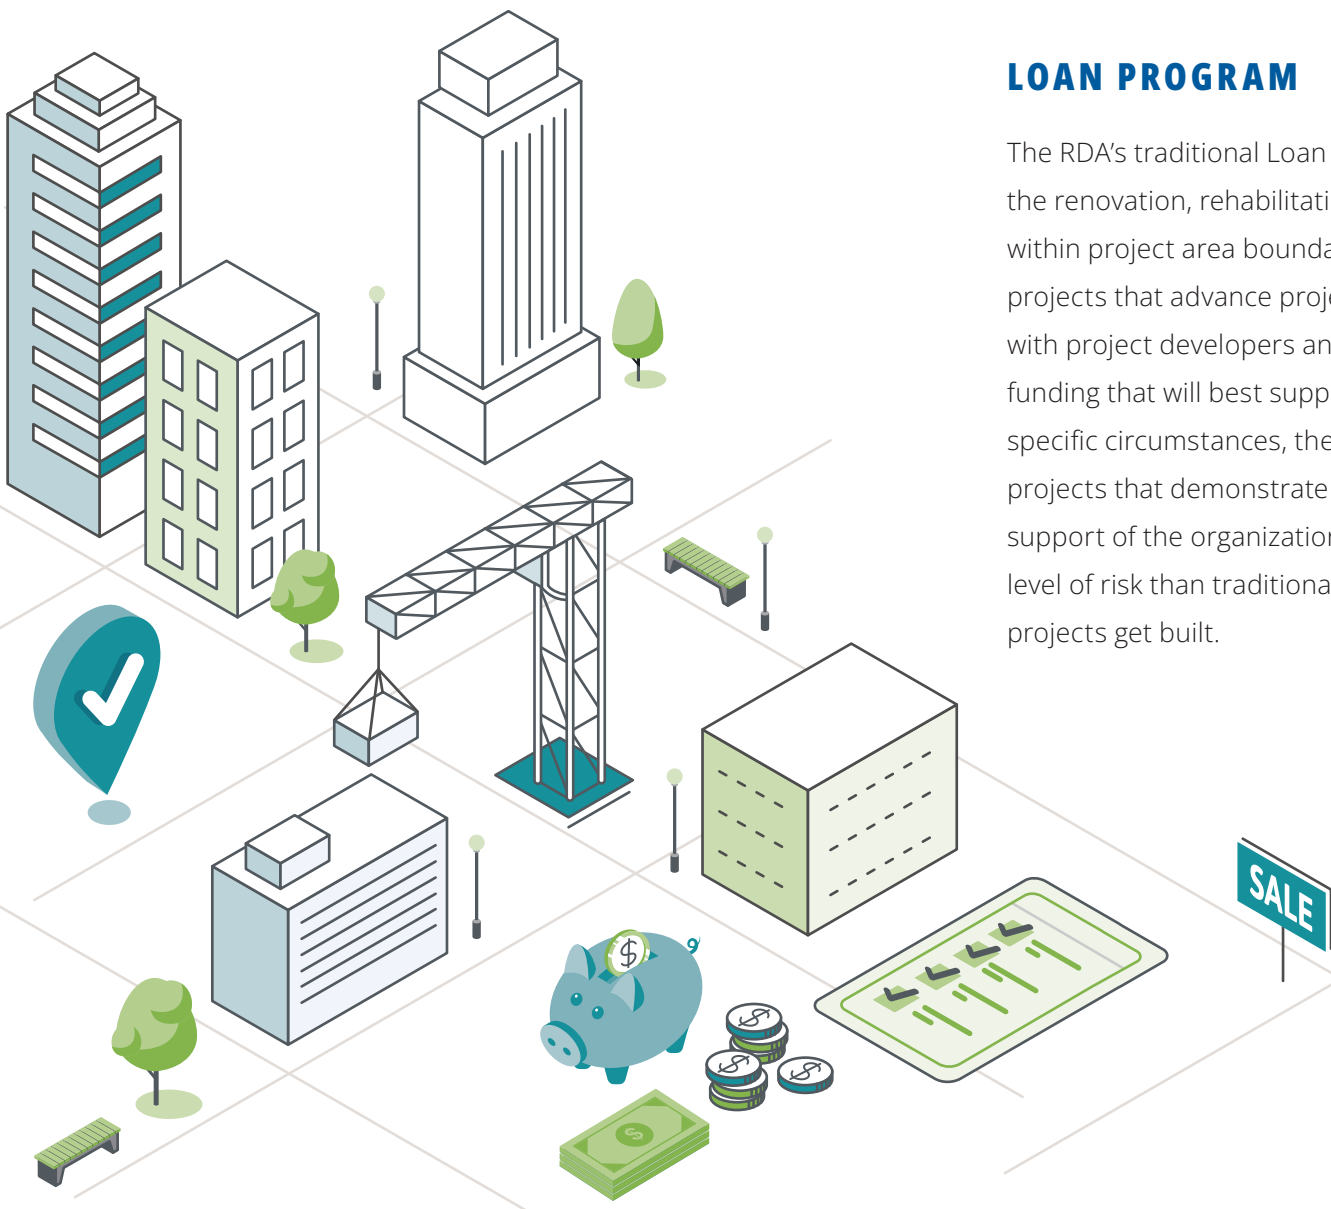 LOAN PROGRAM
The RDA’s traditional Loan
the renovation, rehabilitati
within project area bounda
projects that advance proje
with project developers an
funding that will best supp
specific circumstances, the
projects that demonstrate
support of the organization
level of risk than traditiona
projects get built.
SALE
$
$
$
$
$